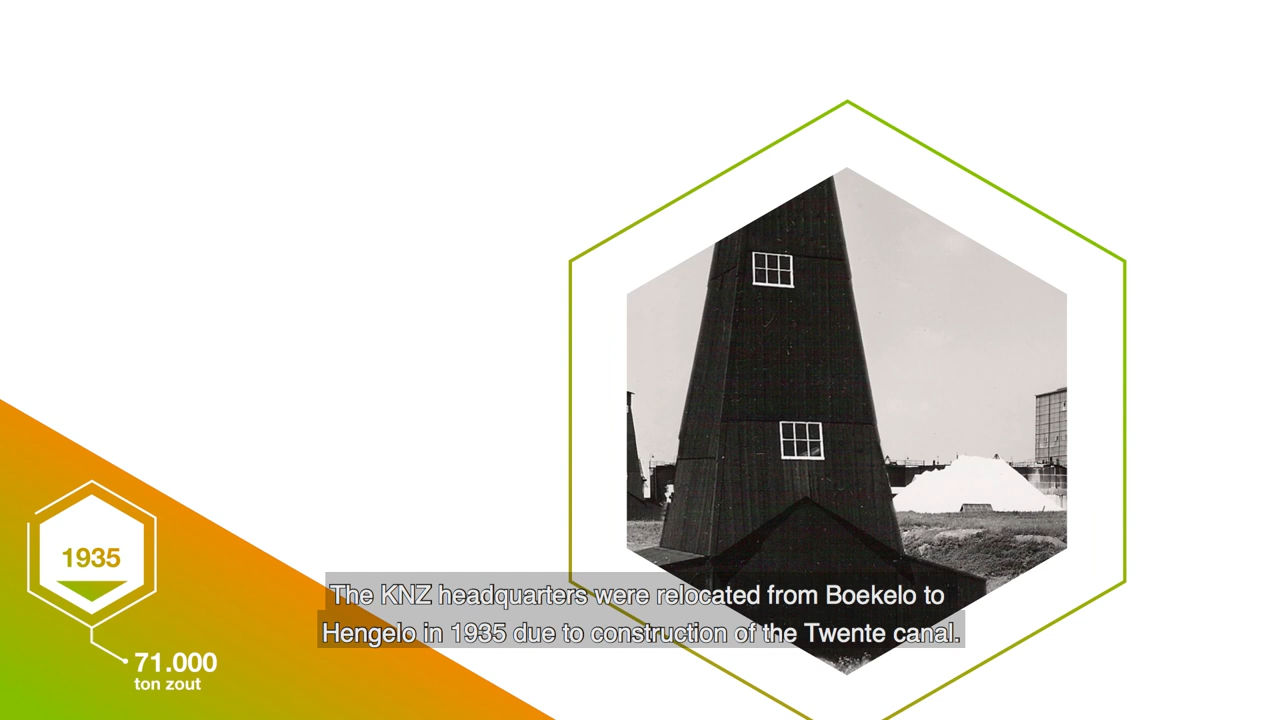 1935
71.000
ton zout
The KNZ headquarters were relocated from Boekelo to
Hengelo in 1935 due to construction of the Twente canal.